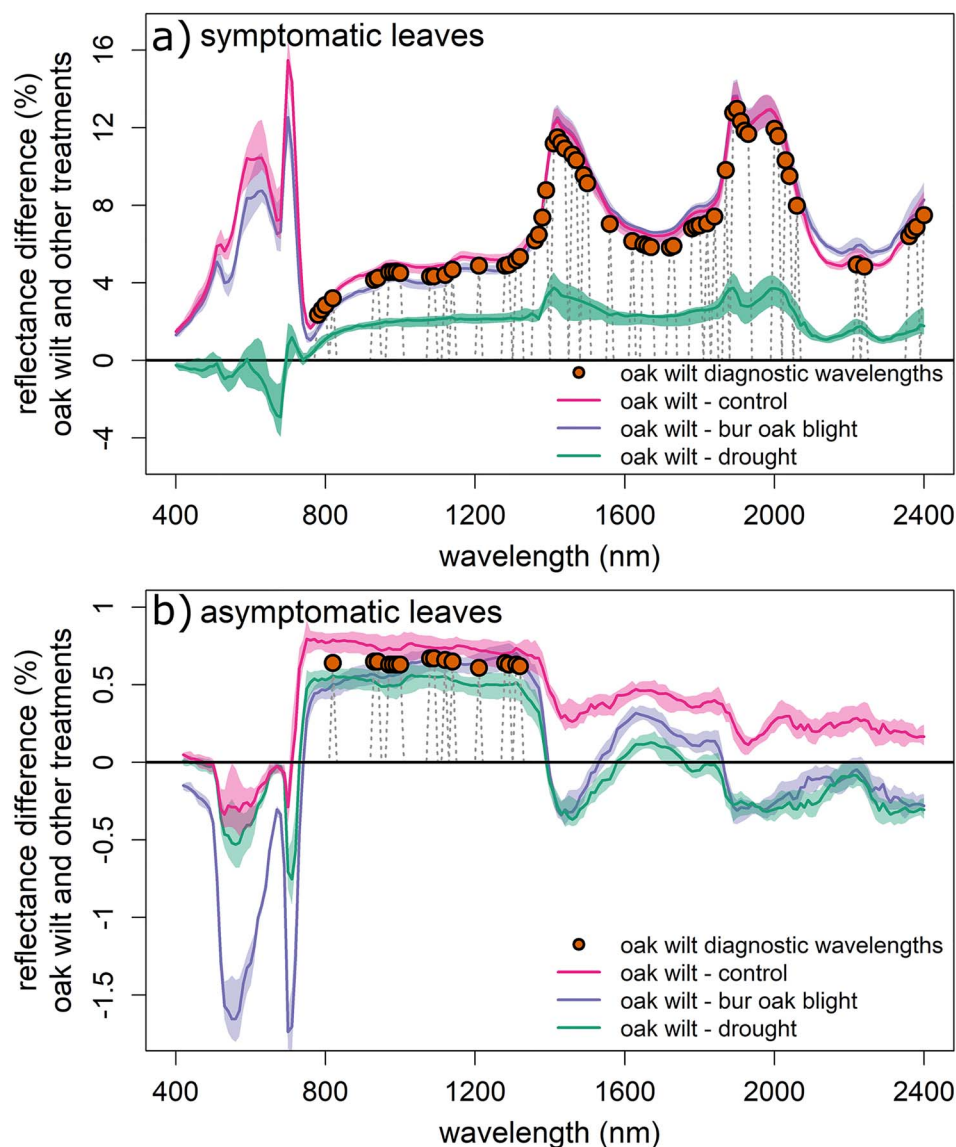 a) symptomatic leaves
reflectance difference (%)
oak wilt and other treatments
16
12
8
4
0
-4
oak wilt diagnostic wavelengths
oak wilt - control
oak wilt - bur oak blight
oak wilt - drought
400 800 1200 1600 2000 2400
wavelength (nm)
b) asymptomatic leaves
reflectance difference (%)
oak wilt and other treatments
1
0.5
0
-0.5
-1
-1.5
oak wilt diagnostic wavelengths
oak wilt - control
oak wilt - bur oak blight
oak wilt - drought
400 800 1200 1600 2000 2400
wavelength (nm)